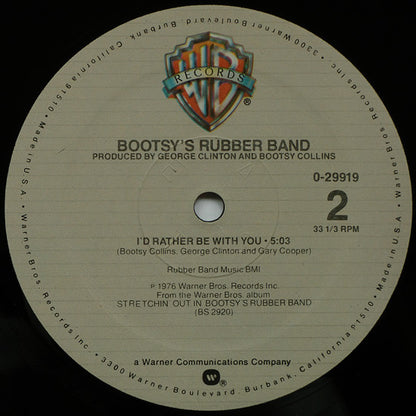 WB
RECORDS
®
BOOTSY'S RUBBER BAND
PRODUCED BY GEORGE CLINTON AND BOOTSY COLLINS
0-29919
2
33 1/3 RPM
I'D RATHER BE WITH YOU • 5:03
(Bootsy Collins, George Clinton and Gary Cooper)
Rubber Band Music BMI
℗ 1976 Warner Bros. Records Inc.
From the Warner Bros. album
STRETCHIN' OUT IN BOOTSY'S RUBBER BAND
(BS 2920)
a Warner Communications Company
®
Made in U.S.A. • Warner Bros. Records Inc. • 3300 Warner Boulevard, Burbank, California 91510 • Made in U.S.A. • Warner Bros. Records Inc. • 3300 Warner Boulevard, Burbank, California 91510 •